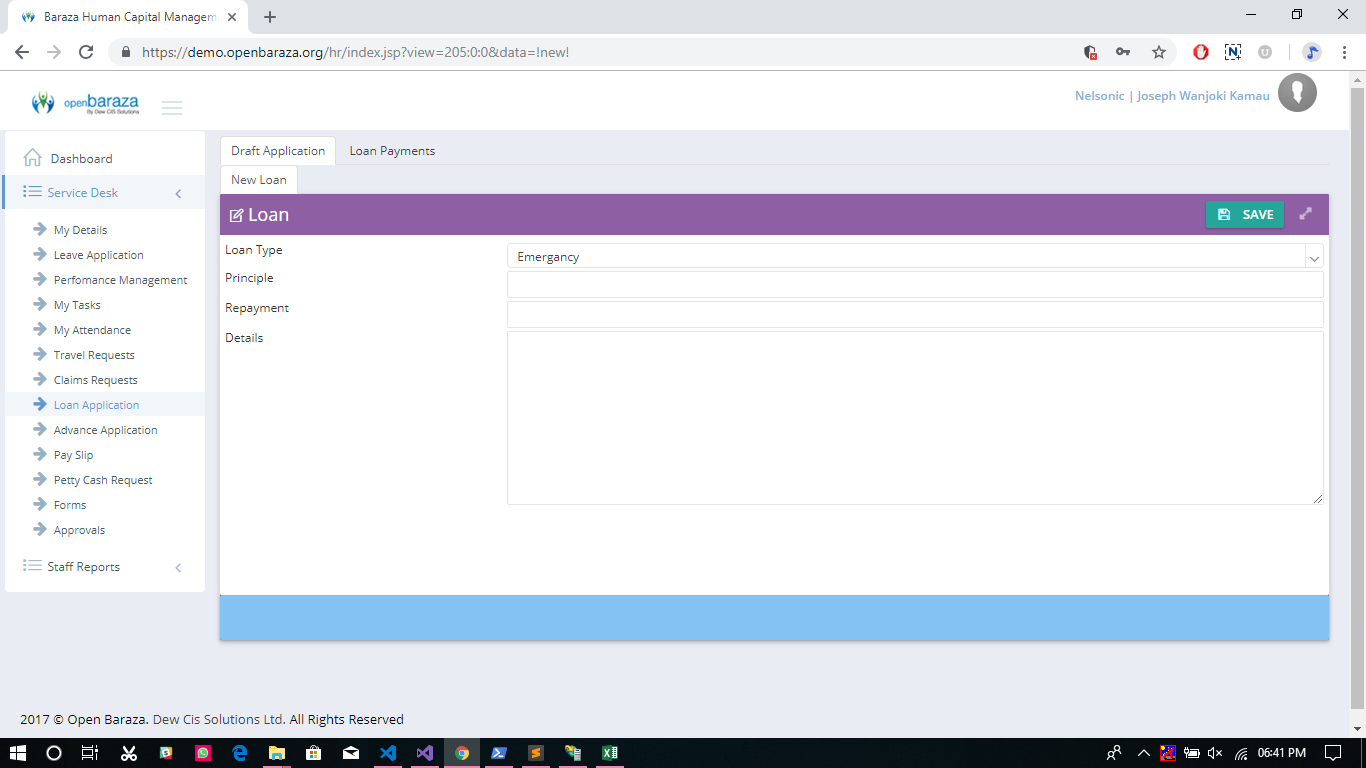 Baraza Human Capital Managem
https://demo.openbaraza.org/hr/index.jsp?view=205:0:0&data=!new!
openbaraza
By Dew CIS Solutions
Nelsonic | Joseph Wanjoki Kamau
Dashboard
Service Desk
My Details
Leave Application
Perfomance Management
My Tasks
My Attendance
Travel Requests
Claims Requests
Loan Application
Advance Application
Pay Slip
Petty Cash Request
Forms
Approvals
Staff Reports
Draft Application
Loan Payments
New Loan
Loan
SAVE
Loan Type
Emergancy
Principle
Repayment
Details
2017 © Open Baraza. Dew Cis Solutions Ltd. All Rights Reserved
06:41 PM